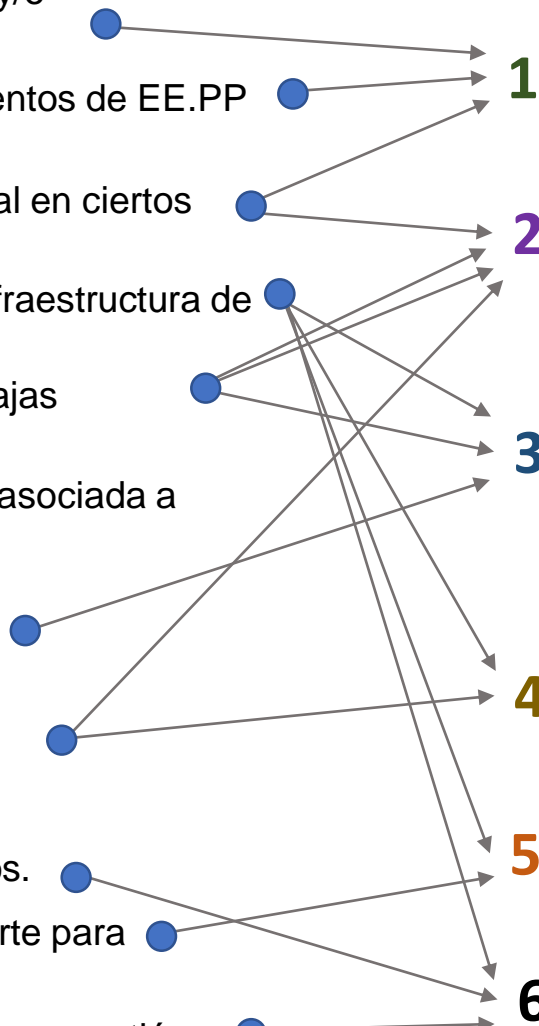 y/o
entos de EE.PP
1
al en ciertos
2
fraestructura de
ajas
3
asociada a
4
os.
5
rte para
6